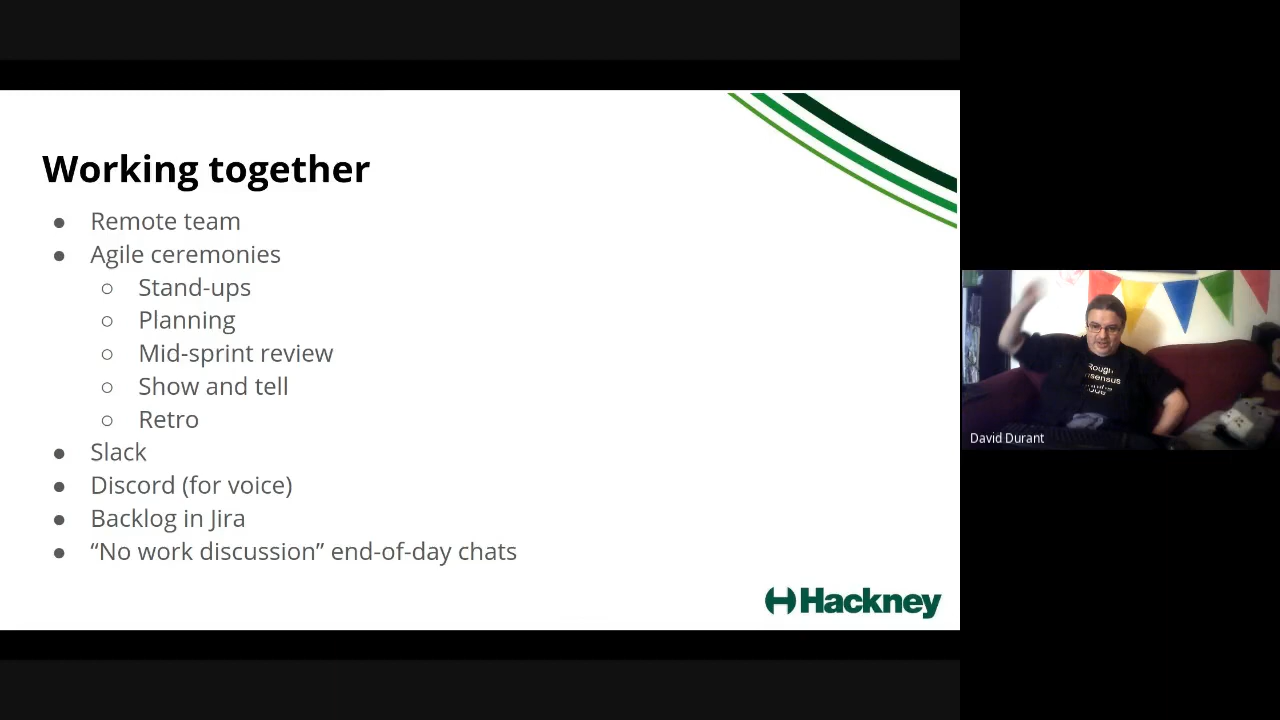 Working together
● Remote team
● Agile ceremonies
○ Stand-ups
○ Planning
○ Mid-sprint review
○ Show and tell
○ Retro
● Slack
● Discord (for voice)
● Backlog in Jira
● “No work discussion” end-of-day chats
Hackney
Rough
David Durant